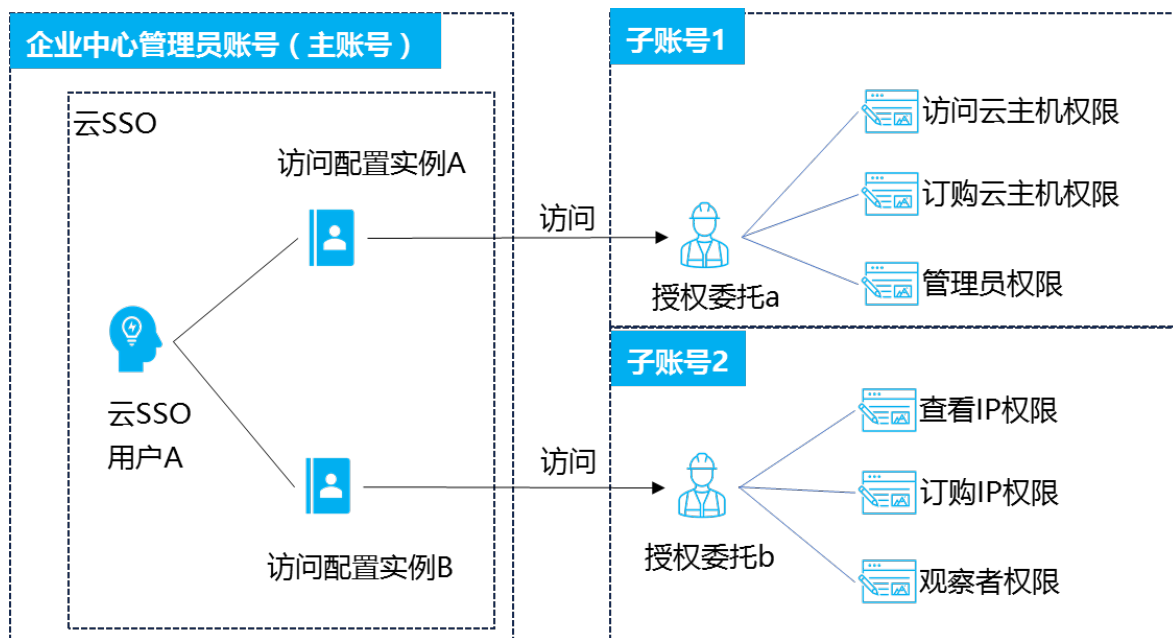 企业中心管理员账号（主账号）
云SSO
访问配置实例A
云SSO
用户A
访问配置实例B
访问
访问
子账号1
授权委托a
访问云主机权限
订购云主机权限
管理员权限
子账号2
授权委托b
查看IP权限
订购IP权限
观察者权限